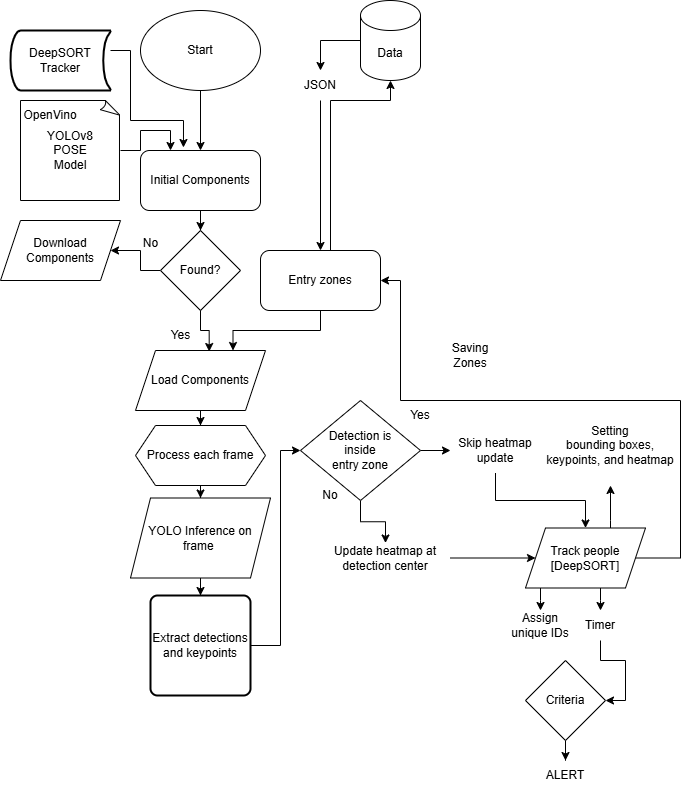 DeepSORT
Tracker
Start
Data
JSON
OpenVino
YOLOv8
POSE
Model
Initial Components
Download
Components
No
Found?
Entry zones
Yes
Saving
Zones
Load Components
Yes
Process each frame
Detection is
inside
entry zone
Skip heatmap
update
Setting
bounding boxes,
keypoints, and heatmap
No
YOLO Inference on
frame
Update heatmap at
detection center
Track people
[DeepSORT]
Extract detections
and keypoints
Assign
unique IDs
Timer
Criteria
ALERT